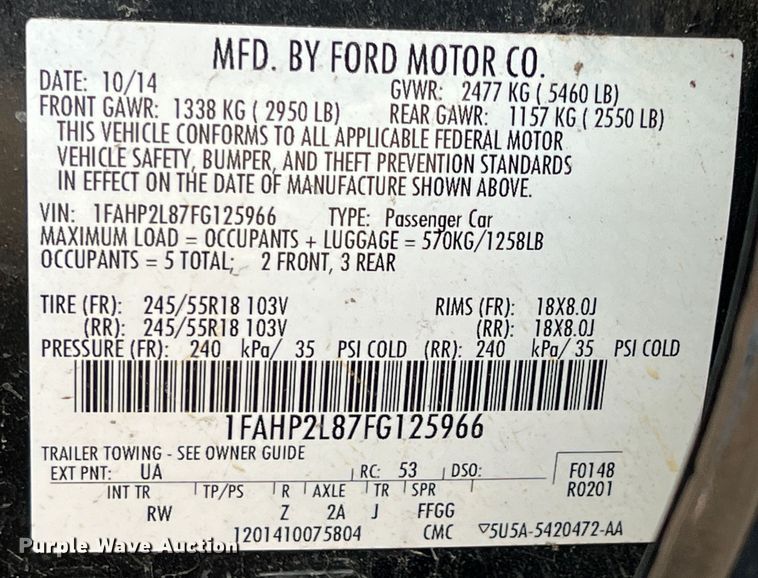 MFD. BY FORD MOTOR CO.
DATE: 10/14 GVWR: 2477 KG ( 5460 LB)
FRONT GAWR: 1338 KG ( 2950 LB) REAR GAWR: 1157 KG ( 2550 LB)
THIS VEHICLE CONFORMS TO ALL APPLICABLE FEDERAL MOTOR
VEHICLE SAFETY, BUMPER, AND THEFT PREVENTION STANDARDS
IN EFFECT ON THE DATE OF MANUFACTURE SHOWN ABOVE.
VIN: 1FAHP2L87FG125966 TYPE: Passenger Car
MAXIMUM LOAD = OCCUPANTS + LUGGAGE = 570KG/1258LB
OCCUPANTS = 5 TOTAL; 2 FRONT, 3 REAR
TIRE (FR): 245/55R18 103V RIMS (FR): 18X8.0J
(RR): 245/55R18 103V (RR): 18X8.0J
PRESSURE (FR): 240 kPa/ 35 PSI COLD (RR): 240 kPa/ 35 PSI COLD
1FAHP2L87FG125966
TRAILER TOWING - SEE OWNER GUIDE
EXT PNT: UA RC: 53 DSO: F0148
INT TR TP/PS R AXLE TR SPR R0201
RW Z 2A J FFGG
1201410075804 CMC ▽5U5A-5420472-AA
Purple Wave Auction